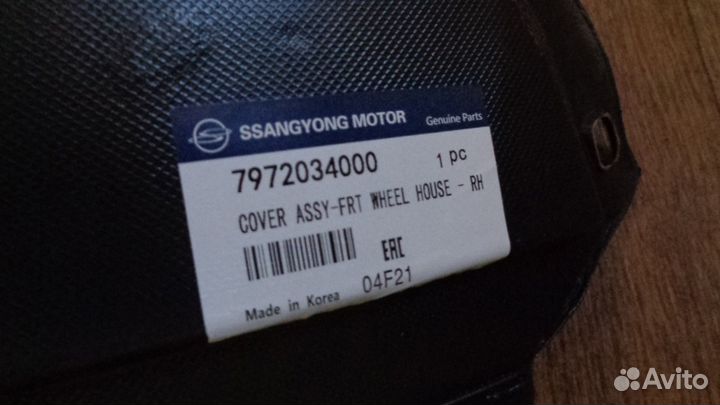 SSANGYONG MOTOR Genuine Parts
7972034000 1 pc
COVER ASSY-FRT WHEEL HOUSE - RH
EAC
Made in Korea 04F21
Avito